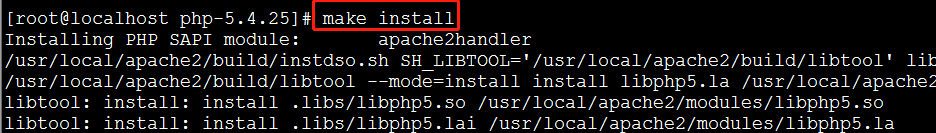 [root@localhost php-5.4.25]# make install
Installing PHP SAPI module:       apache2handler
/usr/local/apache2/build/instdso.sh SH_LIBTOOL='/usr/local/apache2/build/libtool' lib
/usr/local/apache2/build/libtool --mode=install install libphp5.la /usr/local/apache2
libtool: install: install .libs/libphp5.so /usr/local/apache2/modules/libphp5.so
libtool: install: install .libs/libphp5.lai /usr/local/apache2/modules/libphp5.la